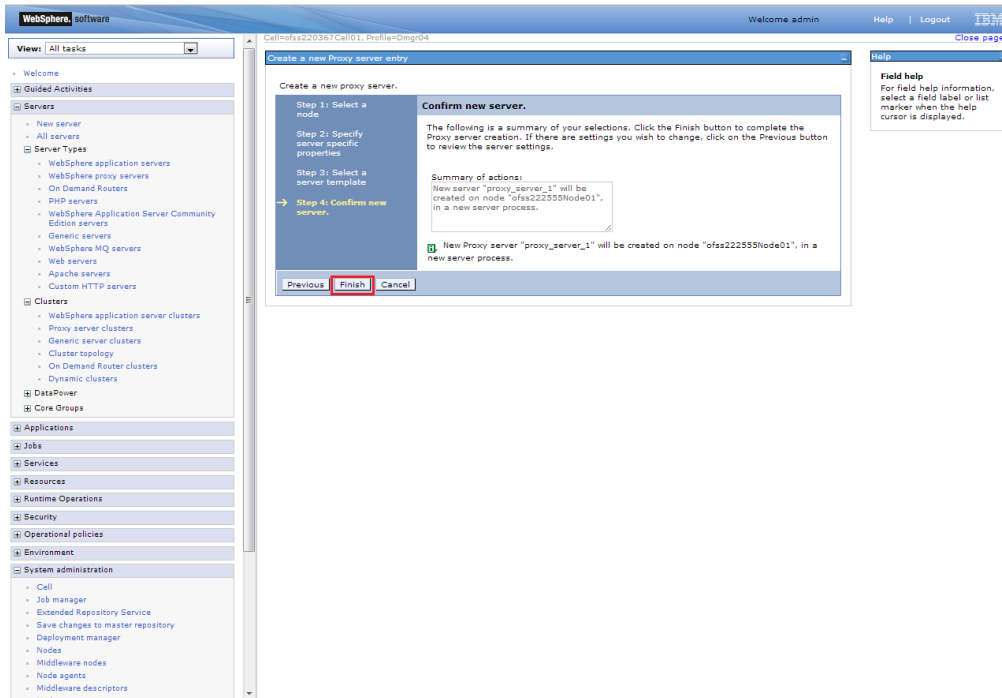 WebSphere. software
Welcome admin
Help | Logout
IBM
View: All tasks
Welcome
Guided Activities
Servers
New server
All servers
Server Types
WebSphere application servers
WebSphere proxy servers
On Demand Routers
PHP servers
WebSphere Application Server Community
Edition servers
Generic servers
WebSphere MQ servers
Web servers
Apache servers
Custom HTTP servers
Clusters
WebSphere application server clusters
Proxy server clusters
Generic server clusters
Cluster topology
On Demand Router clusters
Dynamic clusters
DataPower
Core Groups
Applications
Jobs
Services
Resources
Runtime Operations
Security
Operational policies
Environment
System administration
Cell
Job manager
Extended Repository Service
Save changes to master repository
Deployment manager
Nodes
Middleware nodes
Node agents
Middleware descriptors
Cell=ofss220367Cell01, Profile=Dmgr04
Close page
Create a new Proxy server entry
Create a new proxy server.
Step 1: Select a
node
Step 2: Specify
server specific
properties
Step 3: Select a
server template
Step 4: Confirm new
server.
Confirm new server.
The following is a summary of your selections. Click the Finish button to complete the
Proxy server creation. If there are settings you wish to change, click on the Previous button
to review the server settings.
Summary of actions:
New server "proxy_server_1" will be
created on node "ofss222555Node01",
in a new server process.
New Proxy server "proxy_server_1" will be created on node "ofss222555Node01", in a
new server process.
Previous Finish Cancel
Help
Field help
For field help information,
select a field label or list
marker when the help
cursor is displayed.